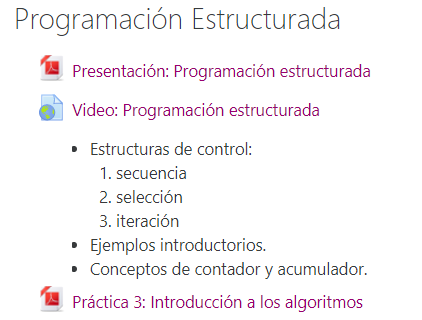 Programación Estructurada
Presentación: Programación estructurada
Video: Programación estructurada
• Estructuras de control:
1. secuencia
2. selección
3. iteración
• Ejemplos introductorios.
• Conceptos de contador y acumulador.
Práctica 3: Introducción a los algoritmos